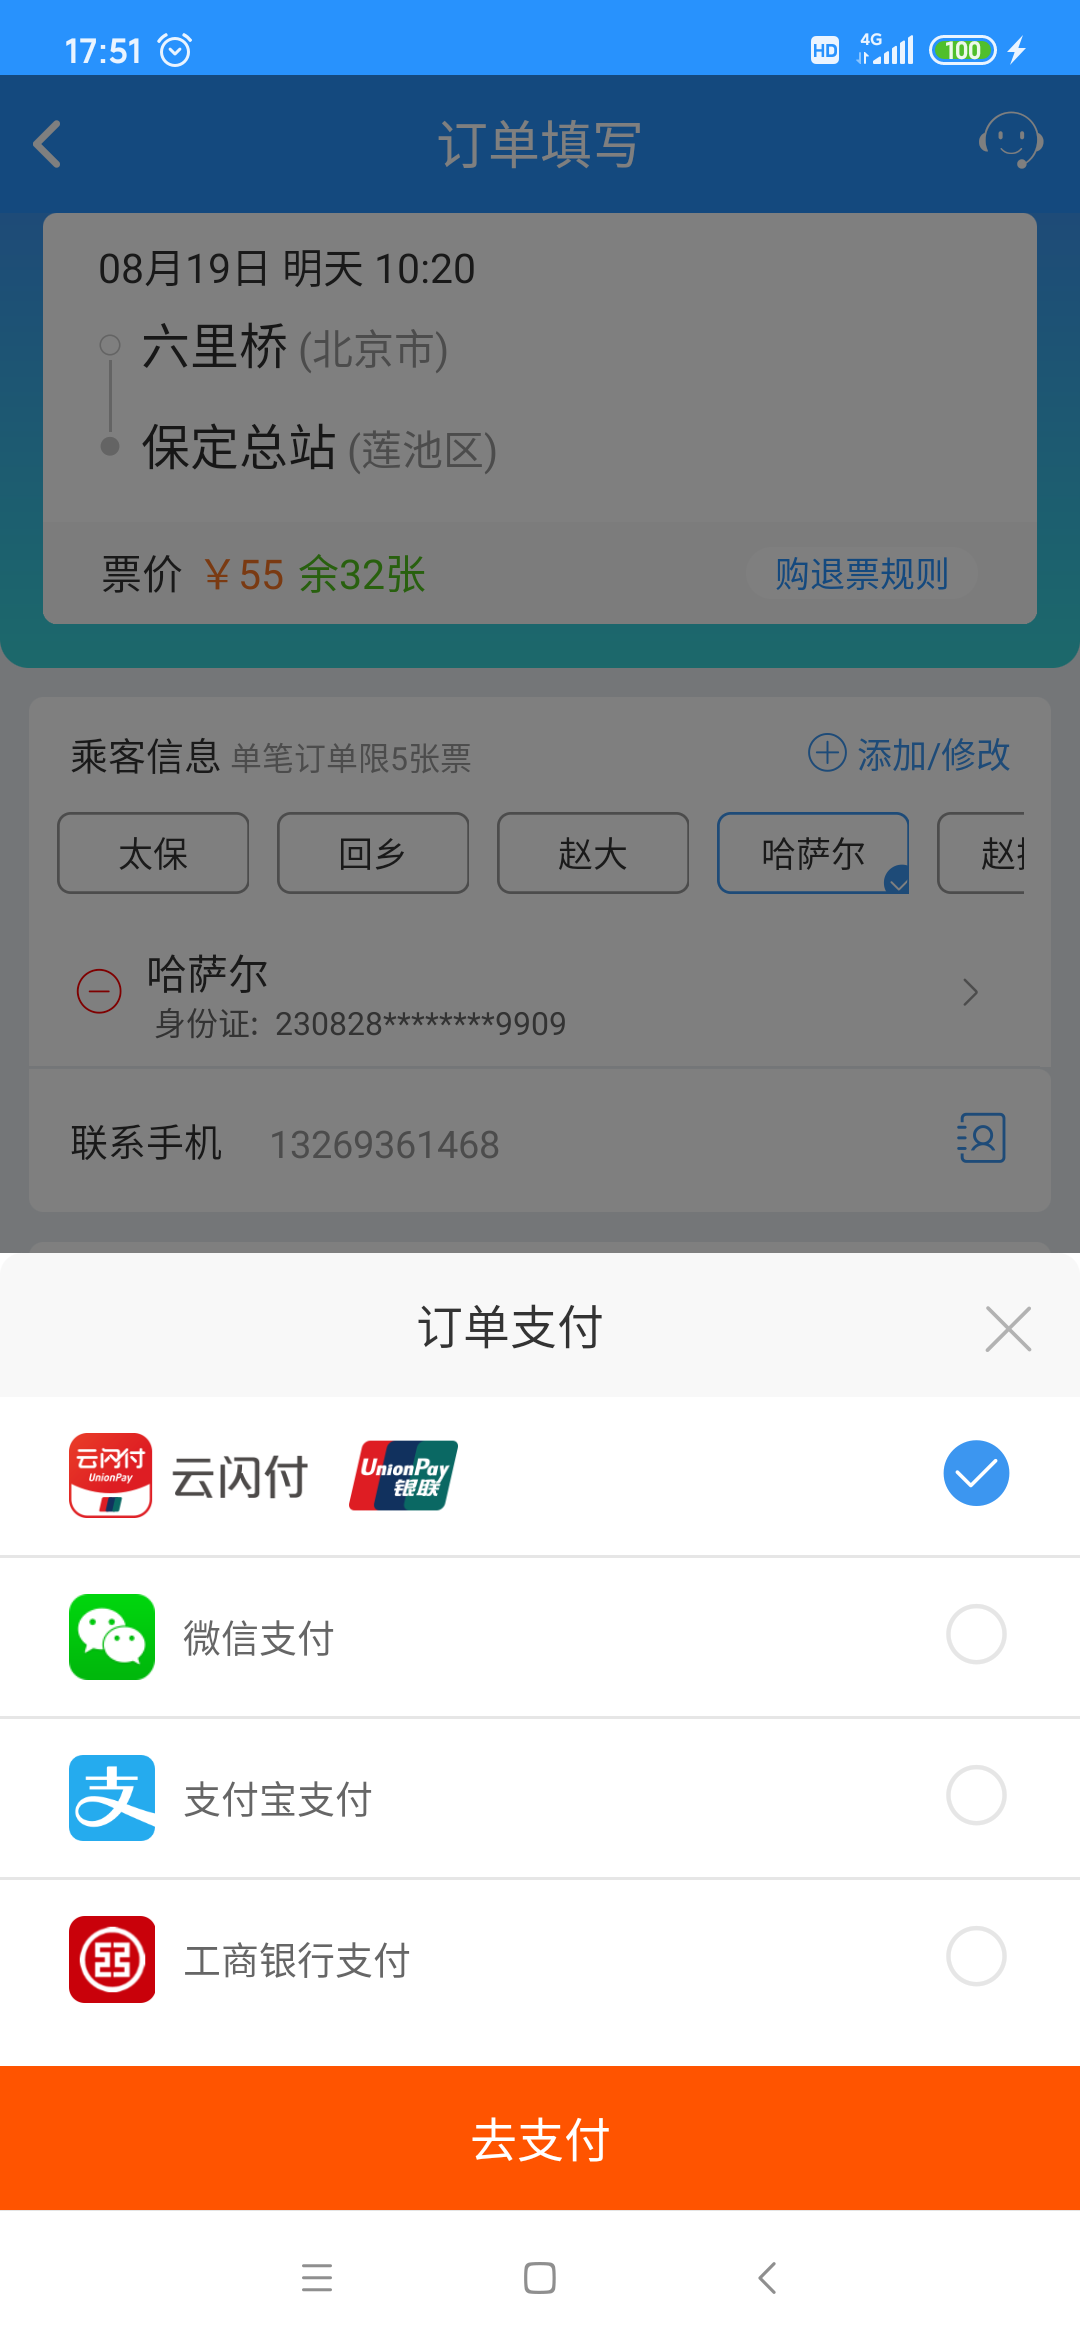 17:51 HD 4G 100
订单填写
08月19日 明天 10:20
六里桥 (北京市)
保定总站 (莲池区)
票价 ￥55 余32张 购退票规则
乘客信息 单笔订单限5张票 添加/修改
太保 回乡 赵大 哈萨尔 赵
哈萨尔
身份证: 230828********9909
联系手机 13269361468
订单支付
云闪付 UnionPay 云闪付 UnionPay 银联
微信支付
支 支付宝支付
工商银行支付
去支付